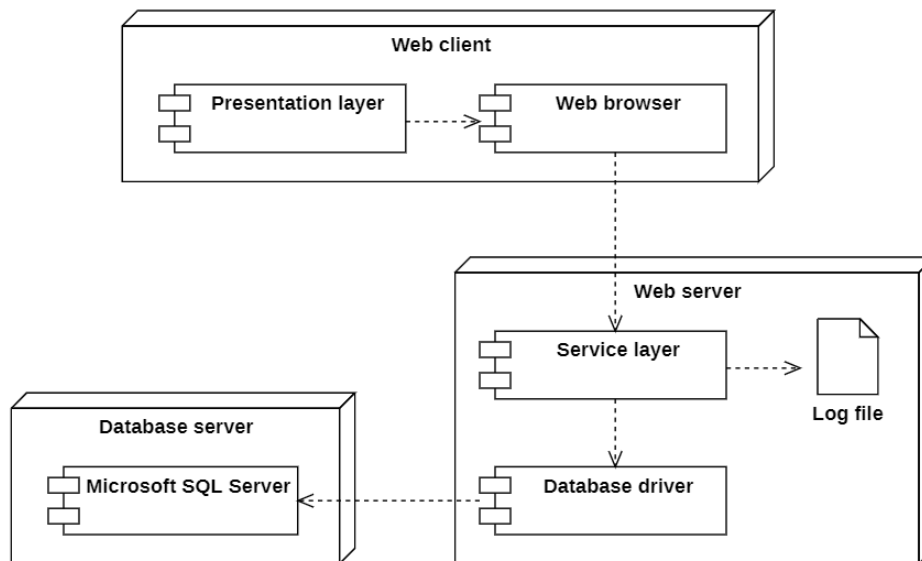 Web client
Presentation layer
Web browser
Web server
Service layer
Log file
Database server
Microsoft SQL Server
Database driver